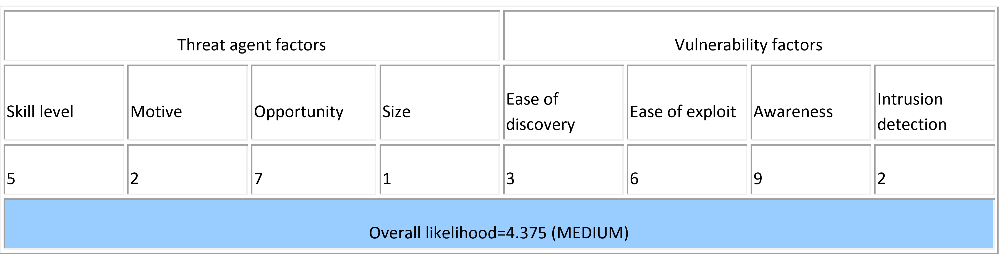 Threat agent factors
Vulnerability factors
Skill level
Motive
Opportunity
Size
Ease of
discovery
Ease of exploit
Awareness
Intrusion
detection
5
2
7
1
3
6
9
2
Overall likelihood=4.375 (MEDIUM)